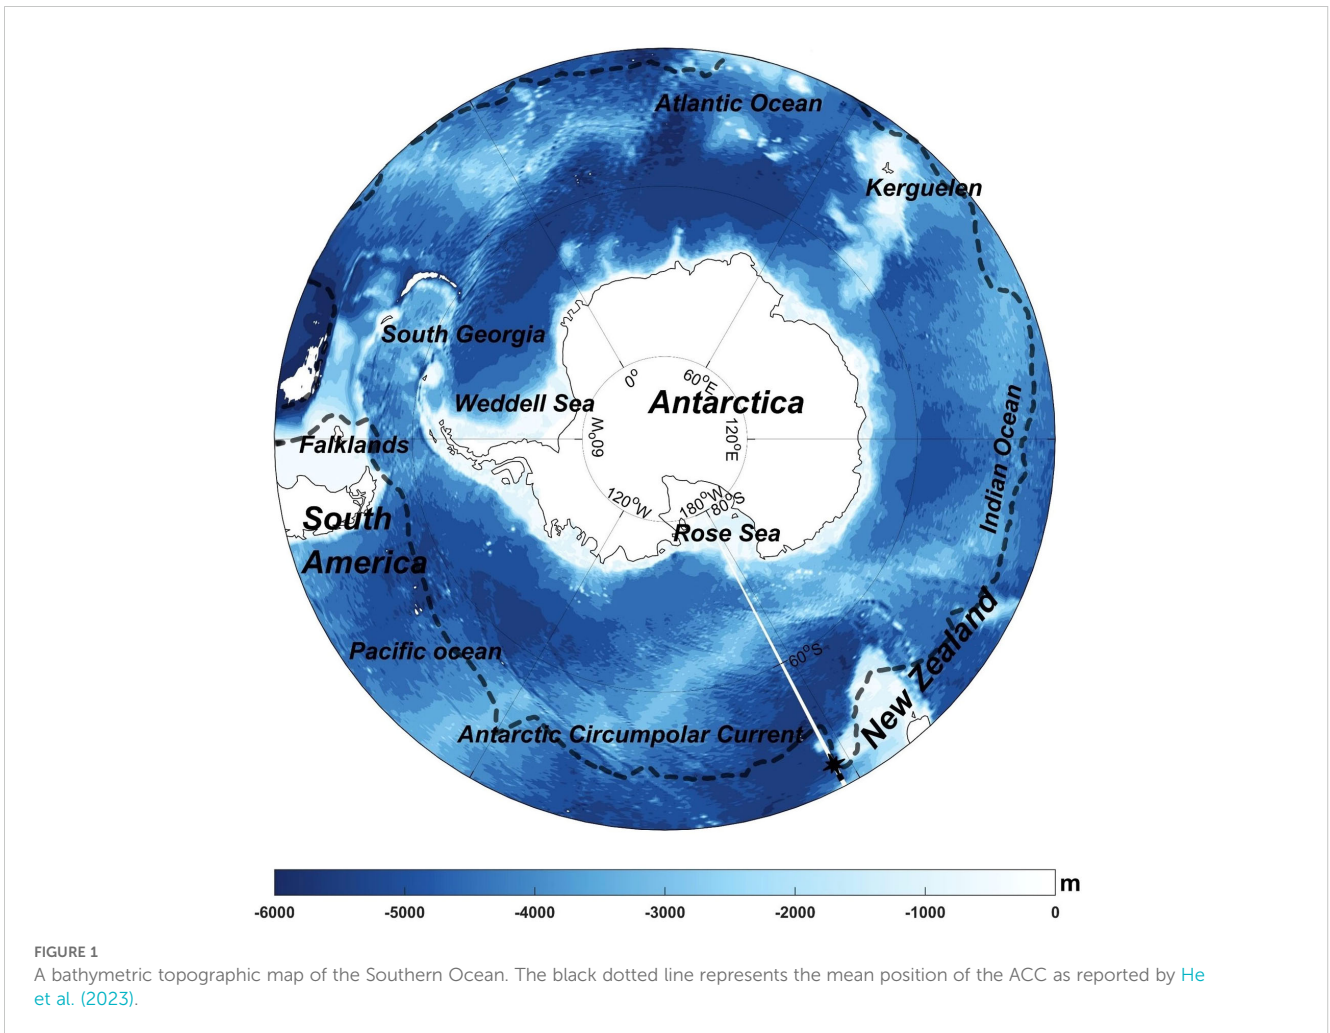 Atlantic Ocean
Kerguelen
South Georgia
0°
60°E
Weddell Sea
Antarctica
60°W
120°E
Falklands
Indian Ocean
120°W
180°W
80°S
South
America
Rose Sea
New Zealand
Pacific ocean
60°S
Antarctic Circumpolar Current
m
-6000 -5000 -4000 -3000 -2000 -1000 0
FIGURE 1
A bathymetric topographic map of the Southern Ocean. The black dotted line represents the mean position of the ACC as reported by He
et al. (2023).